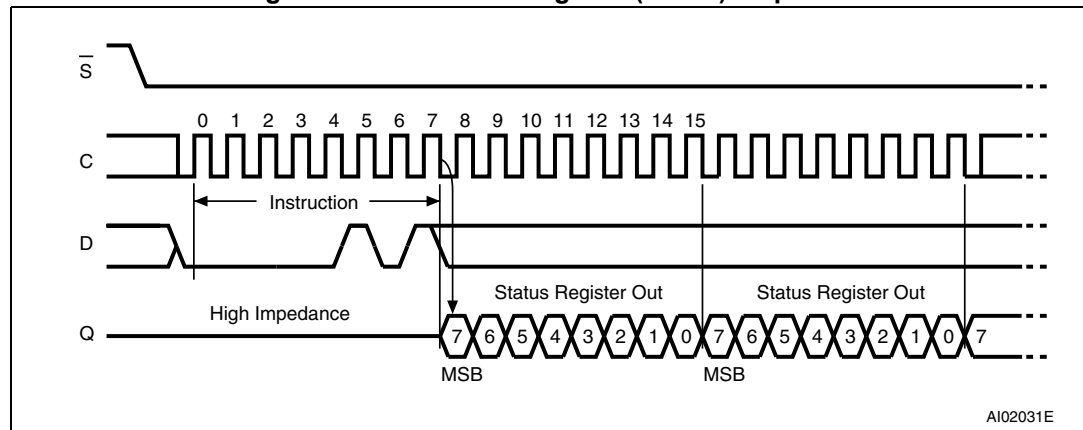 S
0 1 2 3 4 5 6 7 8 9 10 11 12 13 14 15
C
Instruction
D
Status Register Out Status Register Out
High Impedance
Q 7 6 5 4 3 2 1 0 7 6 5 4 3 2 1 0 7
MSB MSB
AI02031E